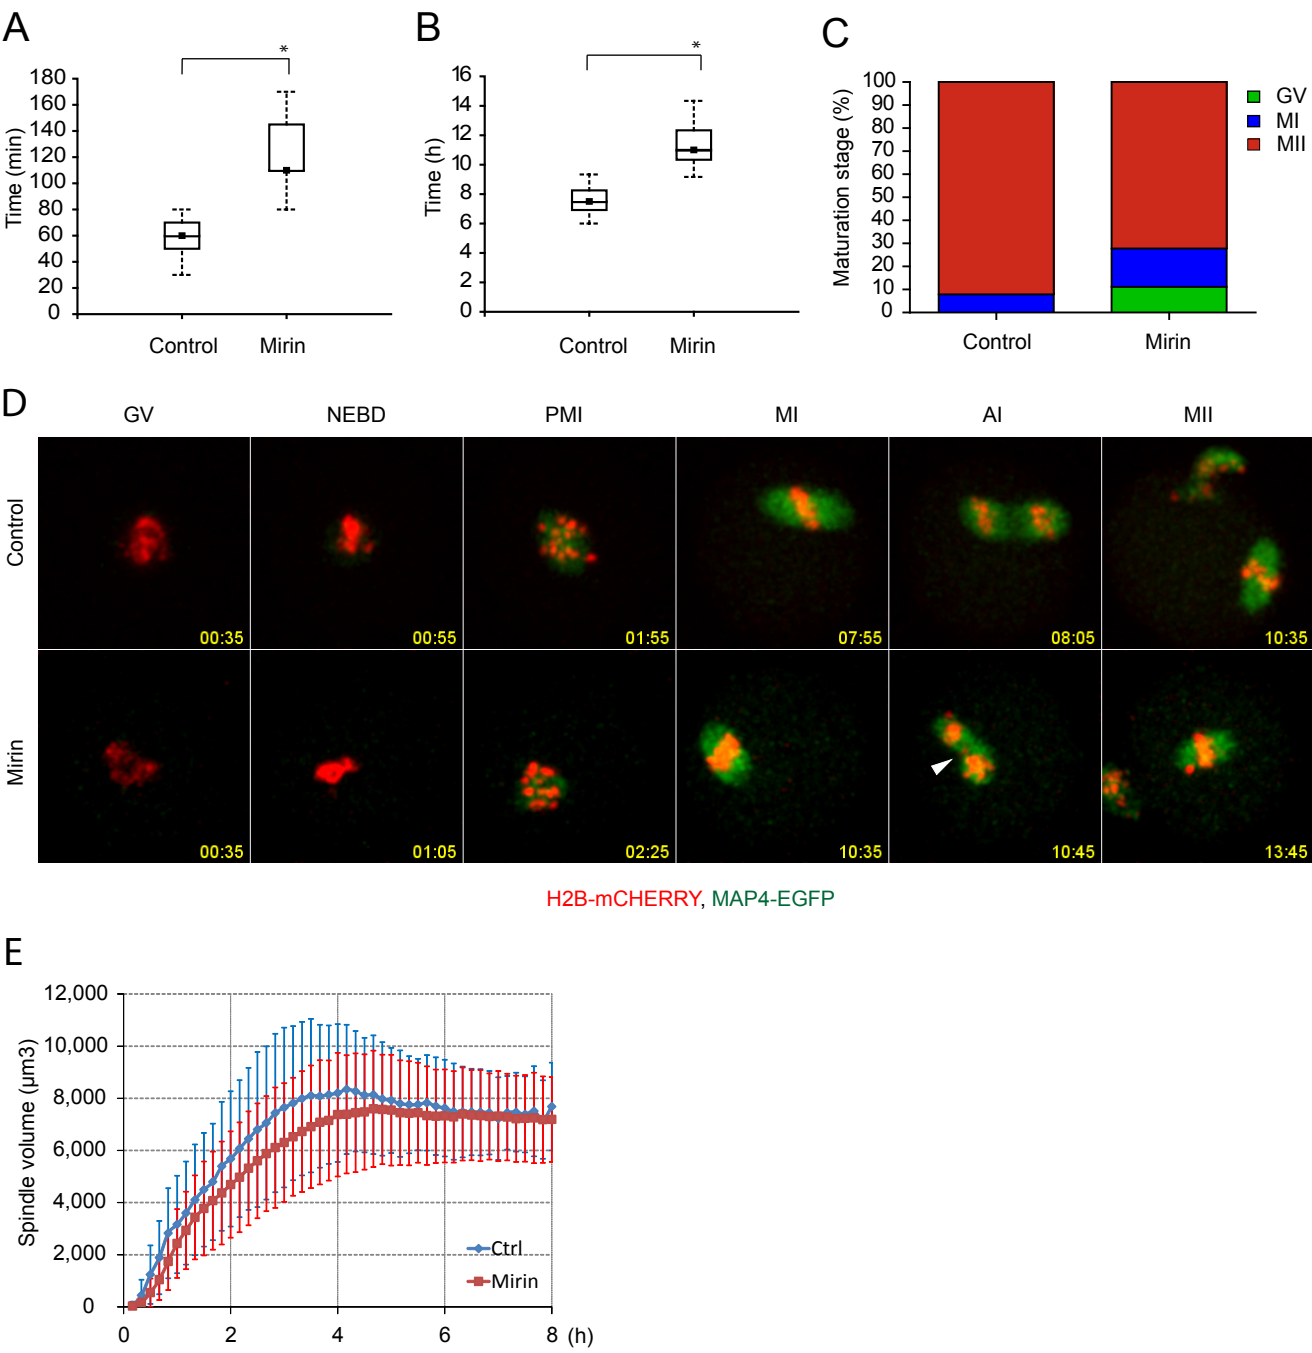 A
Time (min)
180
160
140
120
100
80
60
40
20
0
*
Control Mirin
B
Time (h)
16
14
12
10
8
6
4
2
0
*
Control Mirin
C
Maturation stage (%)
100
90
80
70
60
50
40
30
20
10
0
Control Mirin
GV
MI
MII
D
GV NEBD PMI MI AI MII
Control
00:35 00:55 01:55 07:55 08:05 10:35
Mirin
00:35 01:05 02:25 10:35 10:45 13:45
H2B-mCHERRY, MAP4-EGFP
E
Spindle volume (µm3)
12,000
10,000
8,000
6,000
4,000
2,000
0
Ctrl
Mirin
0 2 4 6 8 (h)